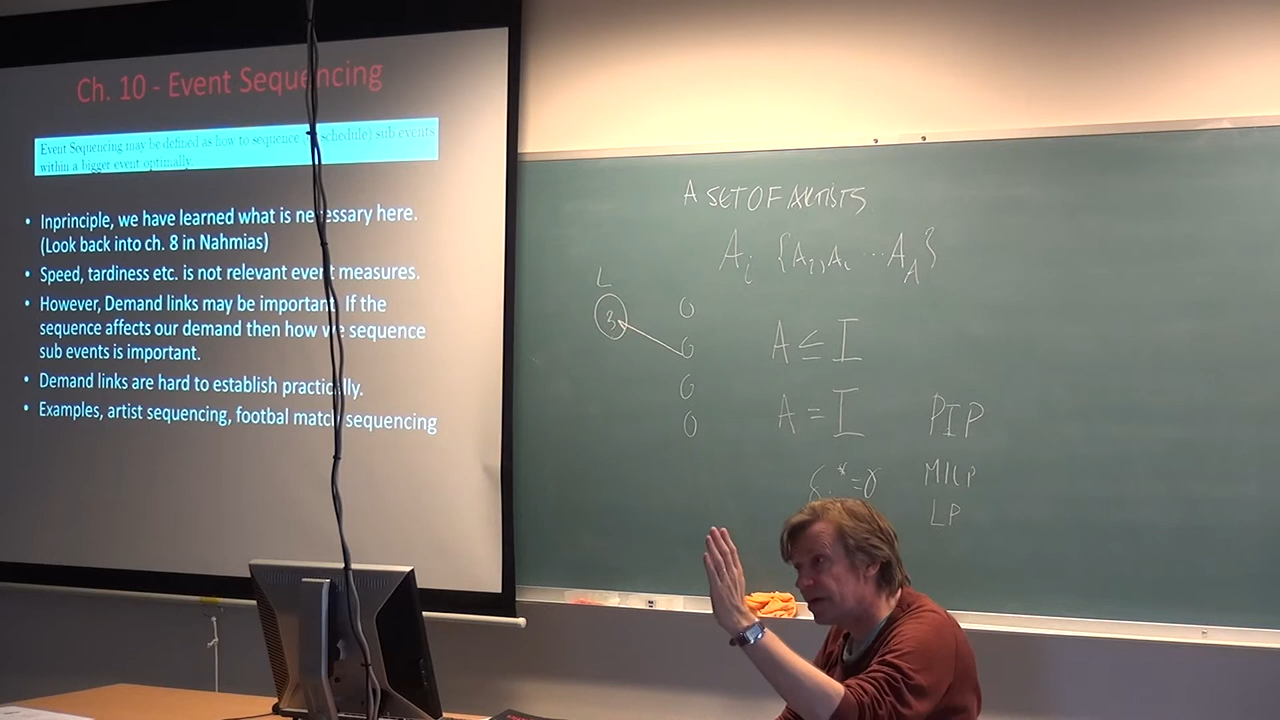 Ch. 10 - Event Sequencing
Event Sequencing may be defined as how to sequence (or schedule) sub events
within a bigger event optimally.
• Inprinciple, we have learned what is necessary here.
(Look back into ch. 8 in Nahmias)
• Speed, tardiness etc. is not relevant event measures.
• However, Demand links may be important. If the
sequence affects our demand then how we sequence
sub events is important.
• Demand links are hard to establish practically.
• Examples, artist sequencing, footbal match sequencing
A SET OF ARTISTS
L
3
A ≤ I
A = I
PIP
MILP
LP